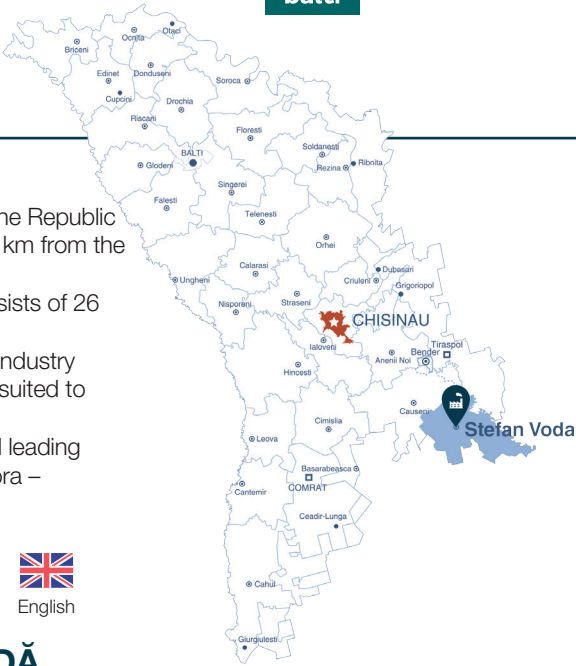 balti
Otaci
Ocnita
Briceni
Edinet
Donduseni
Soroca
Cupcini
Drochia
Riscani
Floresti
Soldanesti
BALTI
Glodeni
Rezina
Ribnita
Singerei
Falesti
Telenesti
he Republic
km from the
Orhei
Calarasi
Dubasari
Ungheni
Criuleni
Grigoriopol
sists of 26
Nisporeni
Straseni
CHISINAU
ndustry
Ialoveni
Tiraspol
Bender
Anenii Noi
suited to
Hincesti
Causeni
Cimislia
Stefan Voda
l leading
Leova
Basarabeasca
ora –
Cantemir
COMRAT
Ceadir-Lunga
English
Cahul
Giurgiulesti
DĂ